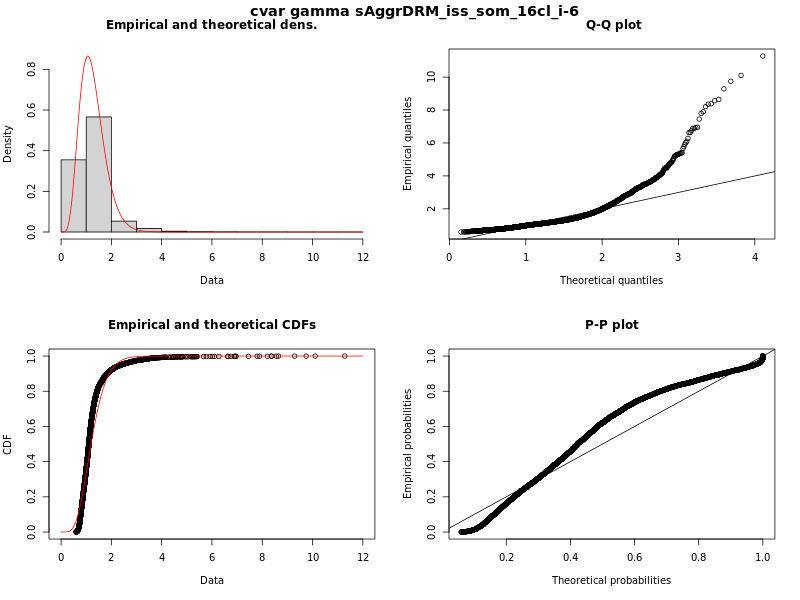 cvar gamma sAggrDRM_iss_som_16cl_i-6
Empirical and theoretical dens.
Density
0.0 0.2 0.4 0.6 0.8
0 2 4 6 8 10 12
Data
Q-Q plot
Empirical quantiles
2 4 6 8 10
0 1 2 3 4
Theoretical quantiles
Empirical and theoretical CDFs
CDF
0.0 0.2 0.4 0.6 0.8 1.0
0 2 4 6 8 10 12
Data
P-P plot
Empirical probabilities
0.0 0.2 0.4 0.6 0.8 1.0
0.2 0.4 0.6 0.8 1.0
Theoretical probabilities